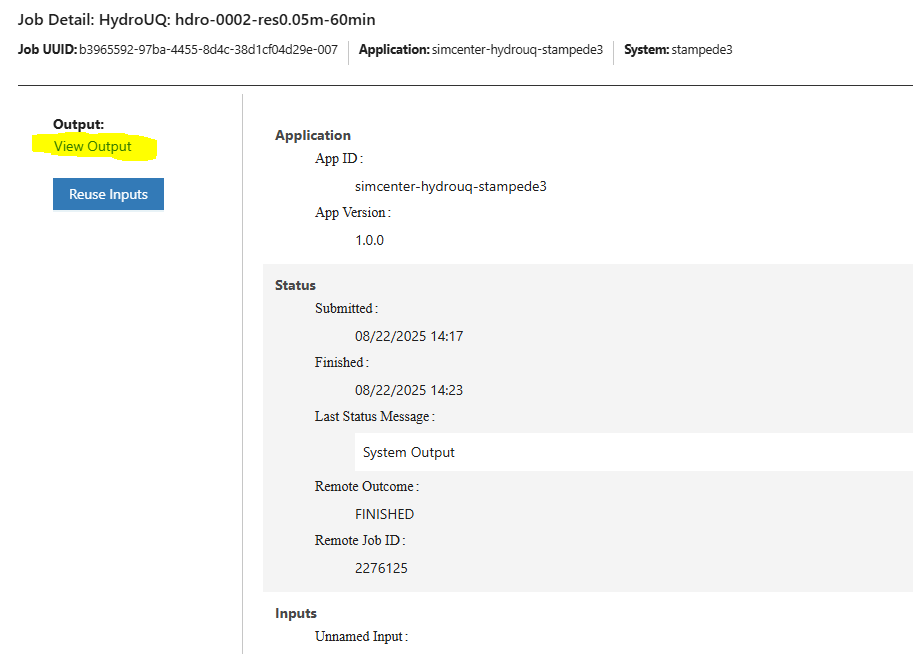 Job Detail: HydroUQ: hdro-0002-res0.05m-60min
Job UUID: b3965592-97ba-4455-8d4c-38d1cf04d29e-007 Application: simcenter-hydrouq-stampede3 System: stampede3
Output:
View Output
Reuse Inputs
Application
App ID:
simcenter-hydrouq-stampede3
App Version:
1.0.0
Status
Submitted:
08/22/2025 14:17
Finished:
08/22/2025 14:23
Last Status Message:
System Output
Remote Outcome:
FINISHED
Remote Job ID:
2276125
Inputs
Unnamed Input: